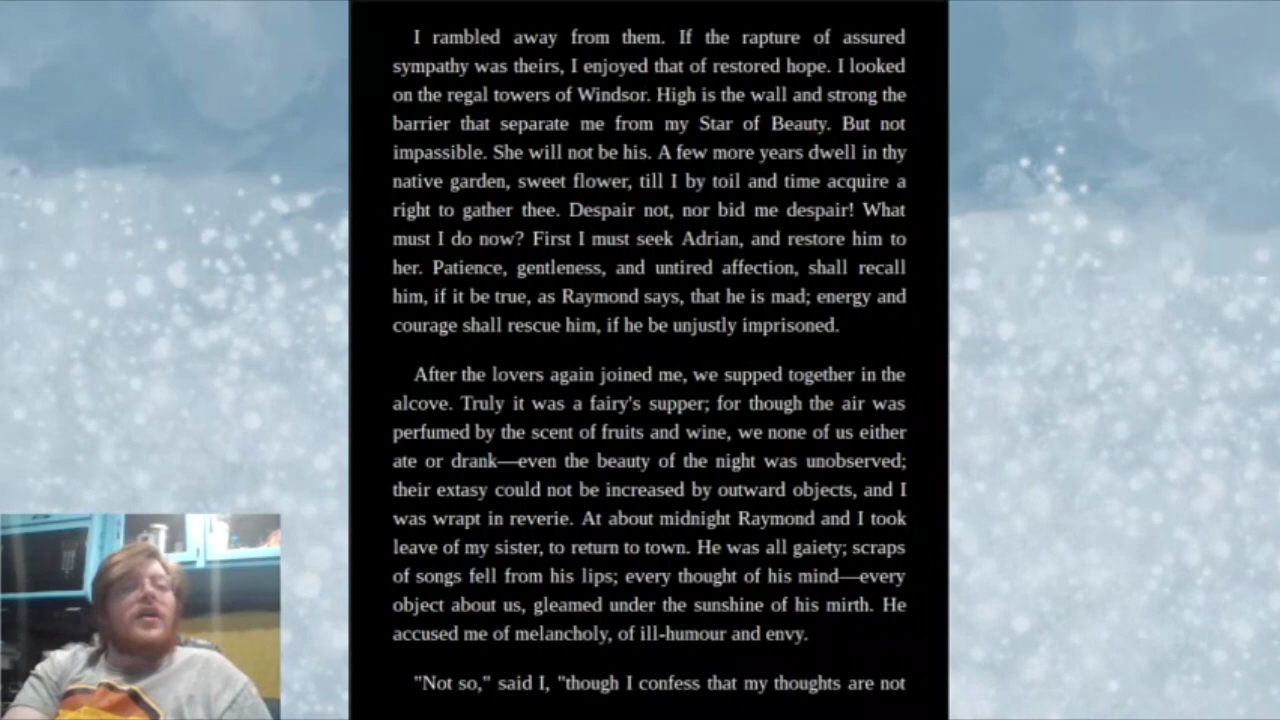 I rambled away from them. If the rapture of assured
sympathy was theirs, I enjoyed that of restored hope. I looked
on the regal towers of Windsor. High is the wall and strong the
barrier that separate me from my Star of Beauty. But not
impassible. She will not be his. A few more years dwell in thy
native garden, sweet flower, till I by toil and time acquire a
right to gather thee. Despair not, nor bid me despair! What
must I do now? First I must seek Adrian, and restore him to
her. Patience, gentleness, and untired affection, shall recall
him, if it be true, as Raymond says, that he is mad; energy and
courage shall rescue him, if he be unjustly imprisoned.
After the lovers again joined me, we supped together in the
alcove. Truly it was a fairy's supper; for though the air was
perfumed by the scent of fruits and wine, we none of us either
ate or drank—even the beauty of the night was unobserved;
their extasy could not be increased by outward objects, and I
was wrapt in reverie. At about midnight Raymond and I took
leave of my sister, to return to town. He was all gaiety; scraps
of songs fell from his lips; every thought of his mind—every
object about us, gleamed under the sunshine of his mirth. He
accused me of melancholy, of ill-humour and envy.
"Not so," said I, "though I confess that my thoughts are not